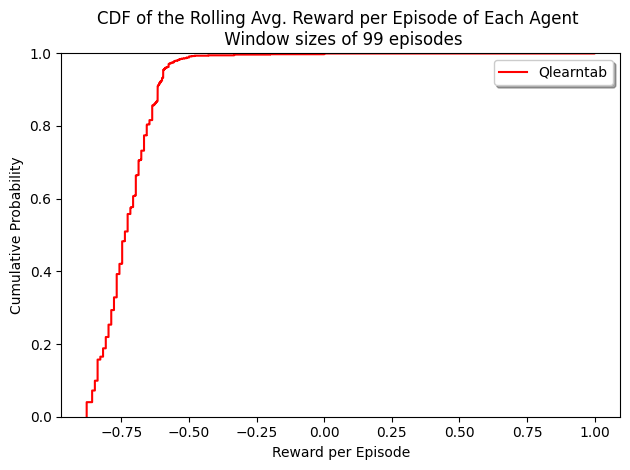 CDF of the Rolling Avg. Reward per Episode of Each Agent
Window sizes of 99 episodes
Qlearntab
Cumulative Probability
1.0
0.8
0.6
0.4
0.2
0.0
−0.75
−0.50
−0.25
0.00
0.25
0.50
0.75
1.00
Reward per Episode